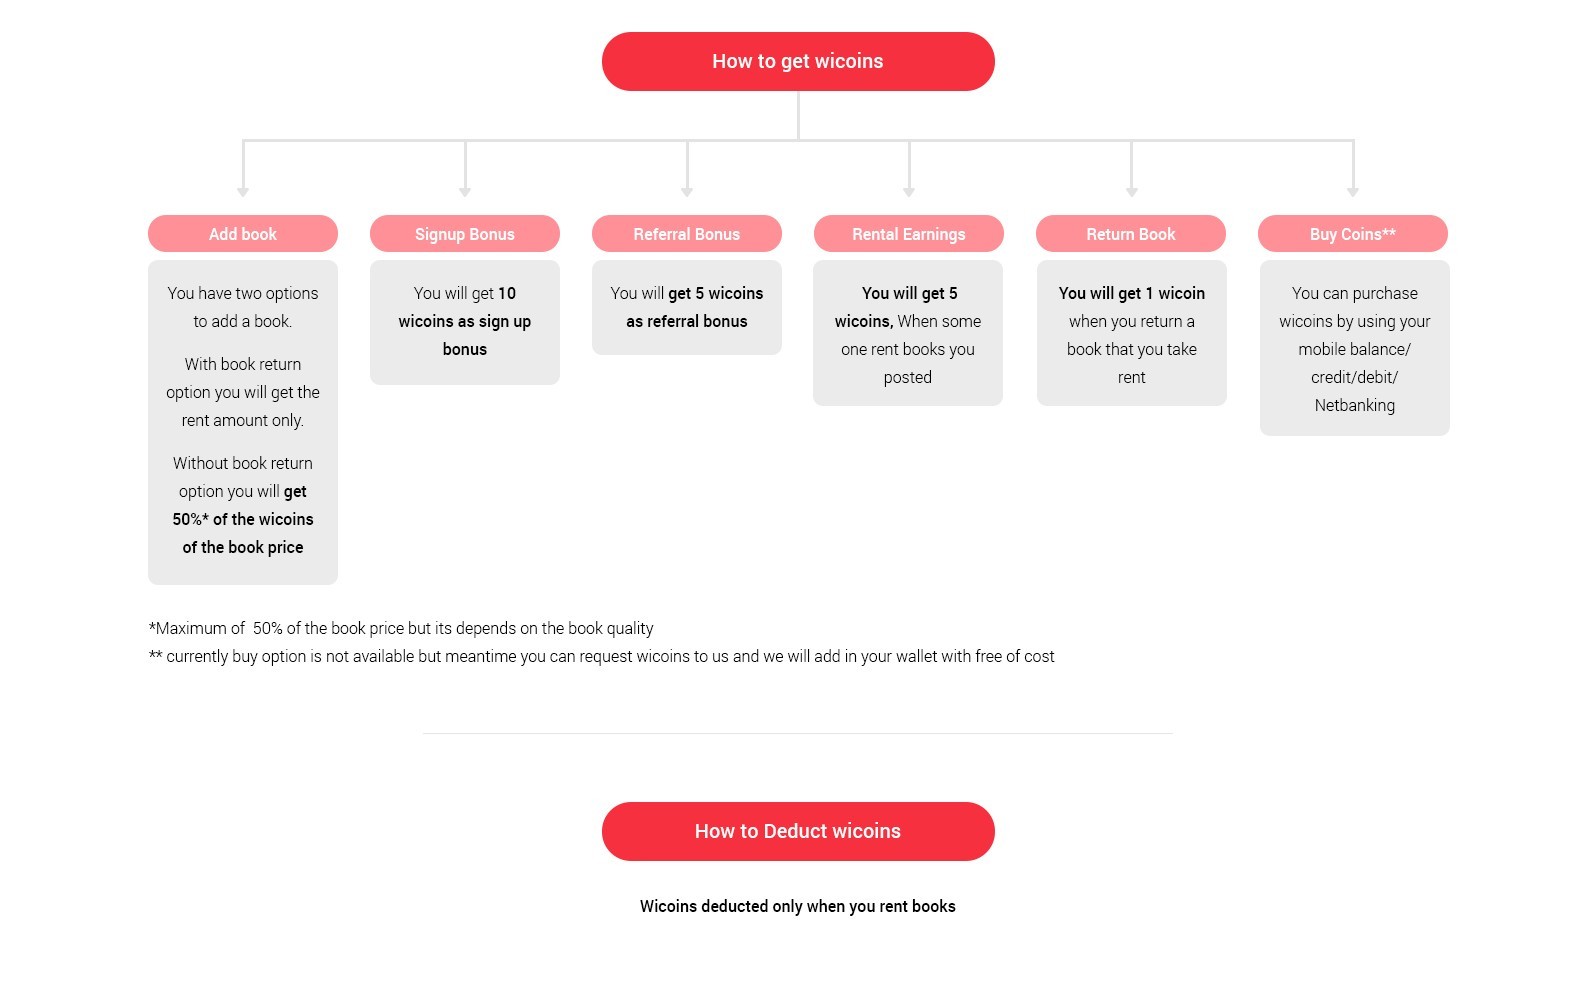 How to get wicoins
Add book
You have two options
to add a book.
With book return
option you will get the
rent amount only.
Without book return
option you will get
50%* of the wicoins
of the book price
Signup Bonus
You will get 10
wicoins as sign up
bonus
Referral Bonus
You will get 5 wicoins
as referral bonus
Rental Earnings
You will get 5
wicoins, When some
one rent books you
posted
Return Book
You will get 1 wicoin
when you return a
book that you take
rent
Buy Coins**
You can purchase
wicoins by using your
mobile balance/
credit/debit/
Netbanking
*Maximum of  50% of the book price but its depends on the book quality
** currently buy option is not available but meantime you can request wicoins to us and we will add in your wallet with free of cost
How to Deduct wicoins
Wicoins deducted only when you rent books